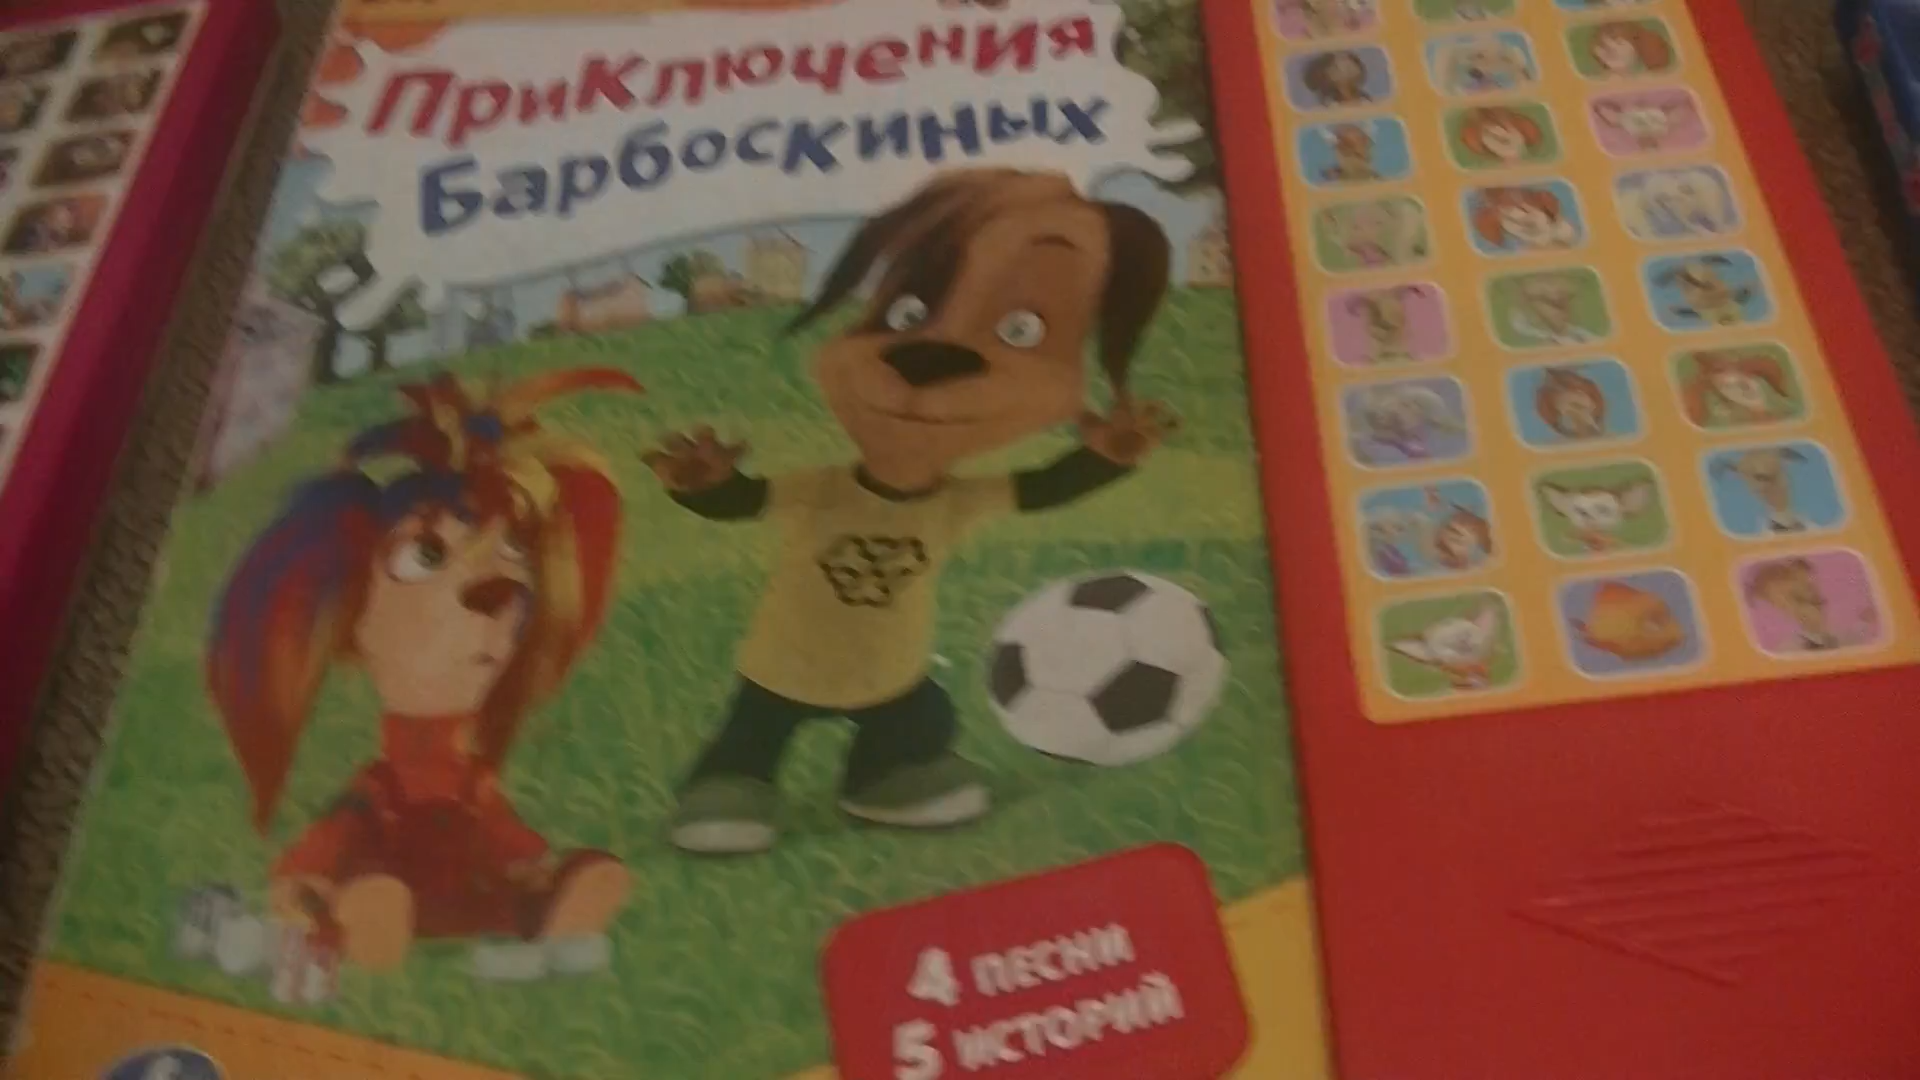 Приключения
Барбоскиных
4 песни
5 историй